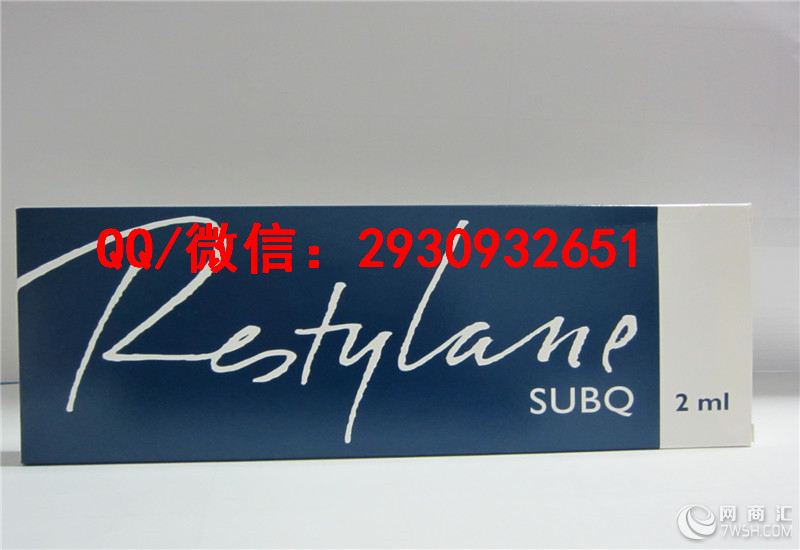 QQ/微信：2930932651
Restylane
SUBQ
2 ml
网商汇
7WSH.COM